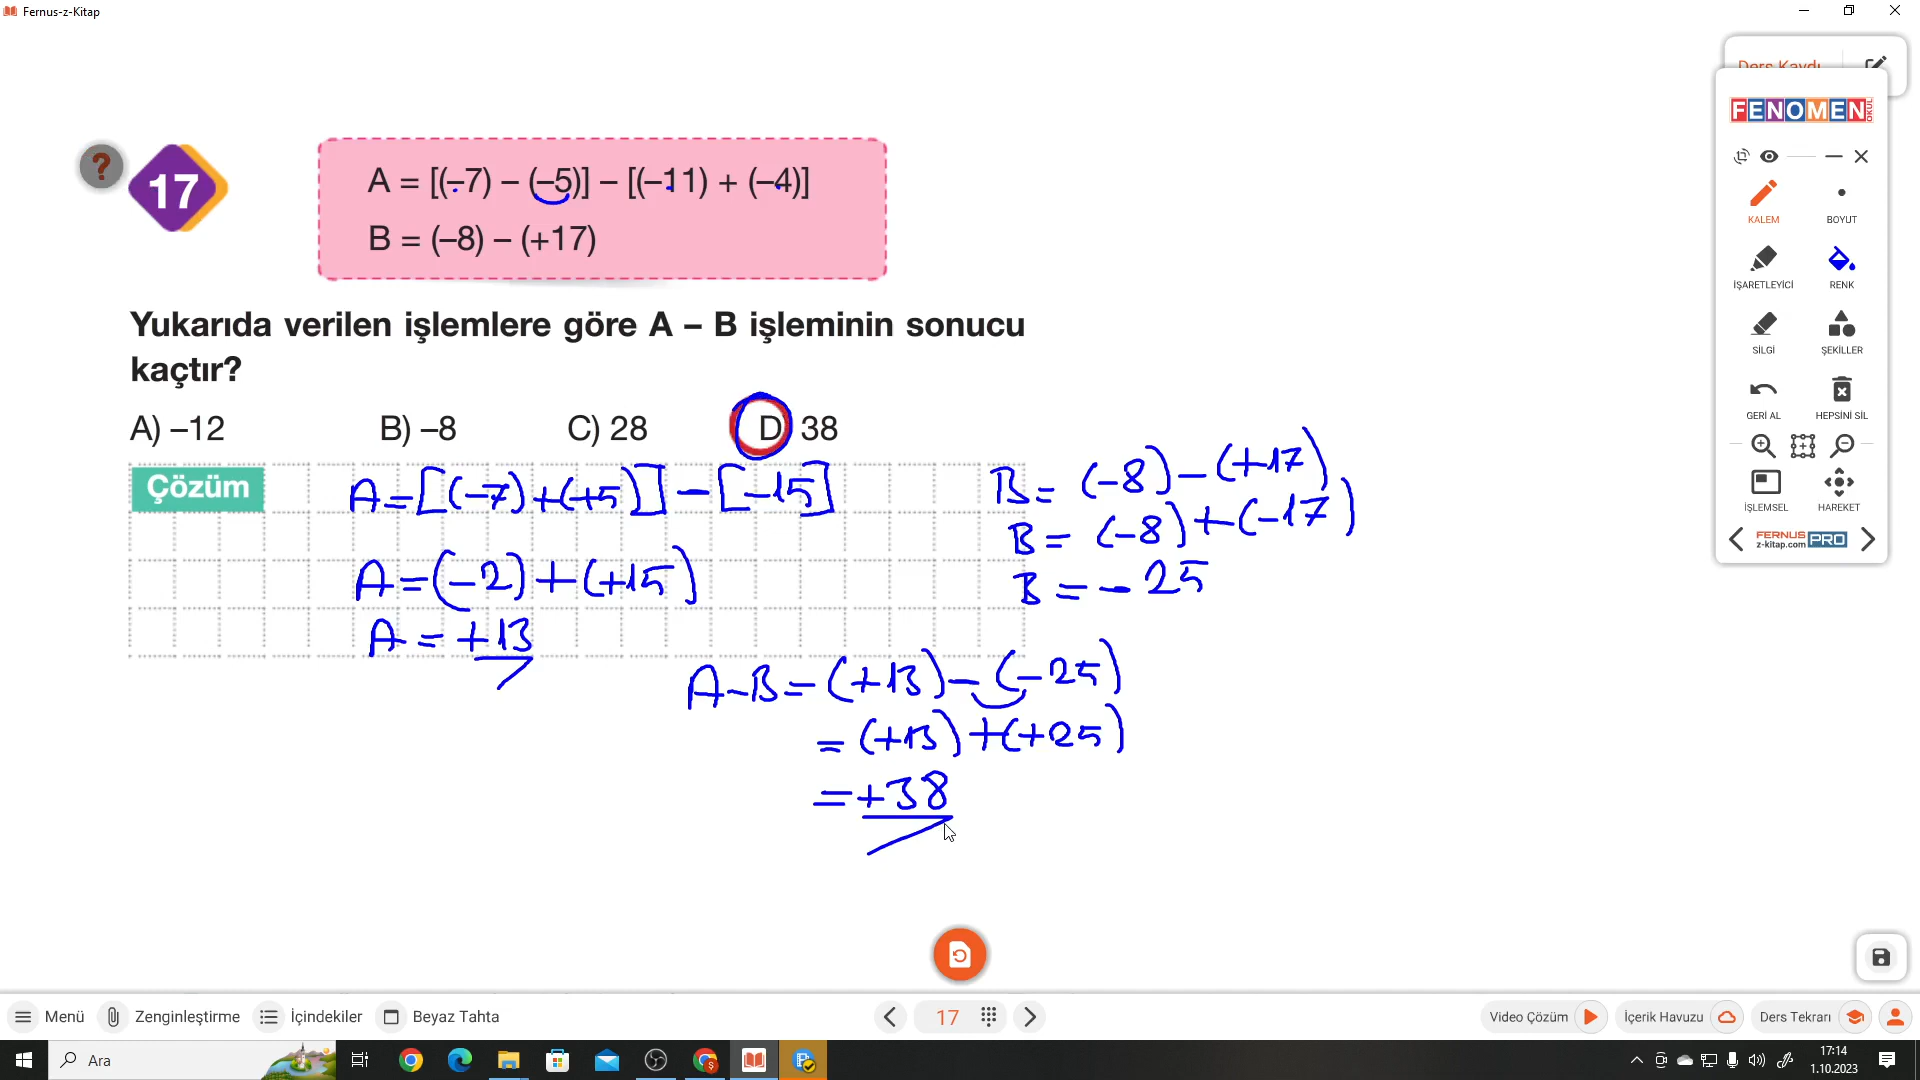 Fernus-z-Kitap
Ders Kaydı
FENOMEN OKUL
?
17
A = [(–7) – (–5)] – [(–11) + (–4)]
B = (–8) – (+17)
Yukarıda verilen işlemlere göre A – B işleminin sonucu
kaçtır?
A) –12 B) –8 C) 28 D 38
Çözüm
A = [(-7) + (+5)] - [-15]
A = (-2) + (+15)
A = +13
B = (-8) - (+17)
B = (-8) + (-17)
B = - 25
A-B = (+13) - (-25)
= (+13) + (+25)
= +38
KALEM BOYUT
İŞARETLEYİCİ RENK
SİLGİ ŞEKİLLER
GERİ AL HEPSİNİ SİL
İŞLEMSEL HAREKET
FERNUS z-kitap.com PRO
Menü Zenginleştirme İçindekiler Beyaz Tahta 17 Video Çözüm İçerik Havuzu Ders Tekrarı
Ara
17:14
1.10.2023